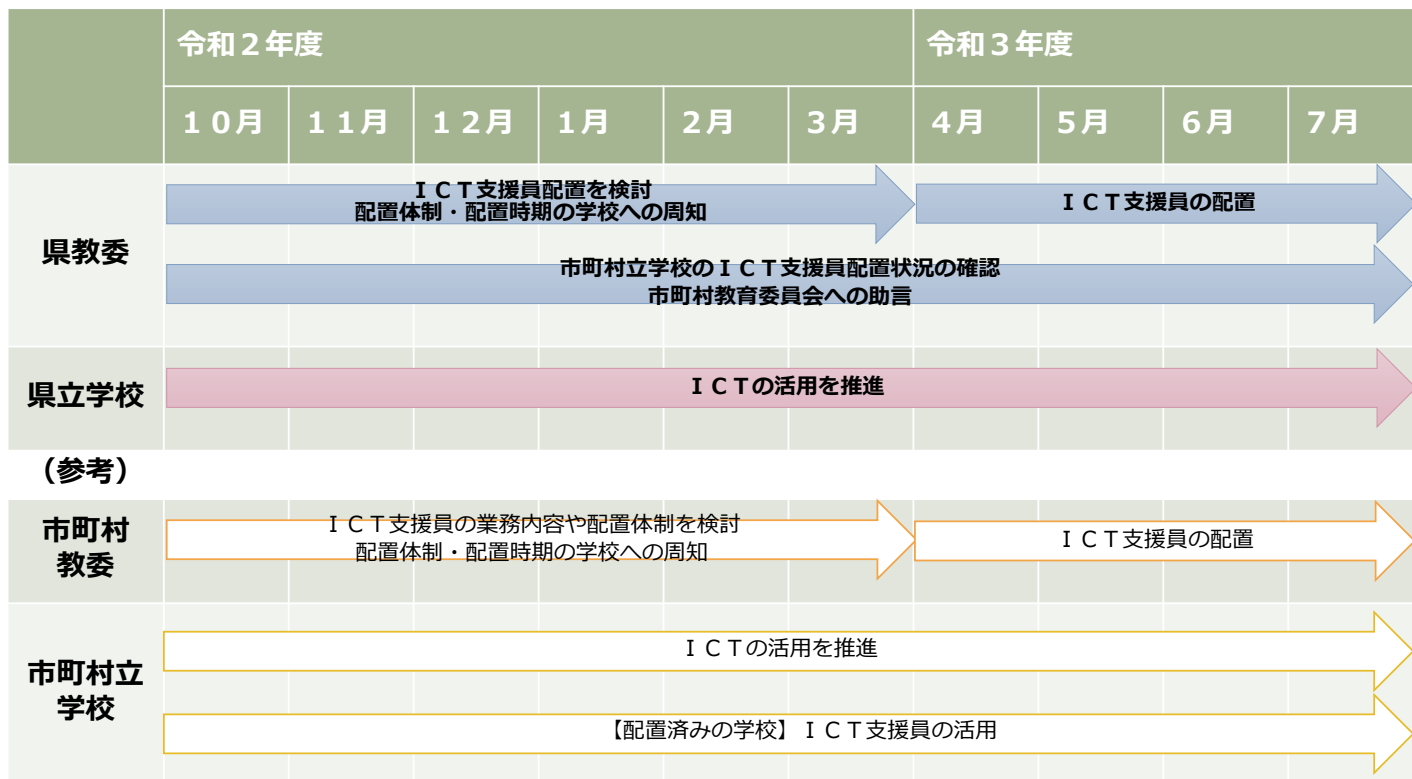 令和２年度
令和３年度
１０月
１１月
１２月
１月
２月
３月
４月
５月
６月
７月
県教委
ＩＣＴ支援員配置を検討
配置体制・配置時期の学校への周知
ＩＣＴ支援員の配置
市町村立学校のＩＣＴ支援員配置状況の確認
市町村教育委員会への助言
県立学校
ＩＣＴの活用を推進
（参考）
市町村
教委
ＩＣＴ支援員の業務内容や配置体制を検討
配置体制・配置時期の学校への周知
ＩＣＴ支援員の配置
市町村立
学校
ＩＣＴの活用を推進
【配置済みの学校】ＩＣＴ支援員の活用